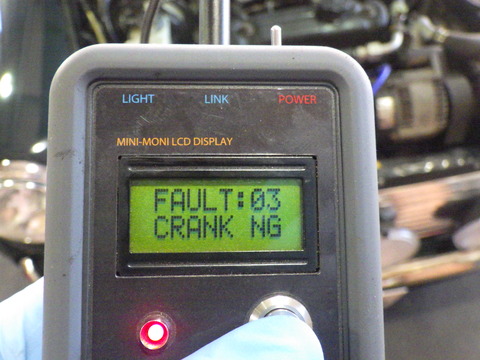 LIGHT LINK POWER
MINI-MONI LCD DISPLAY
FAULT:03
CRANK NG